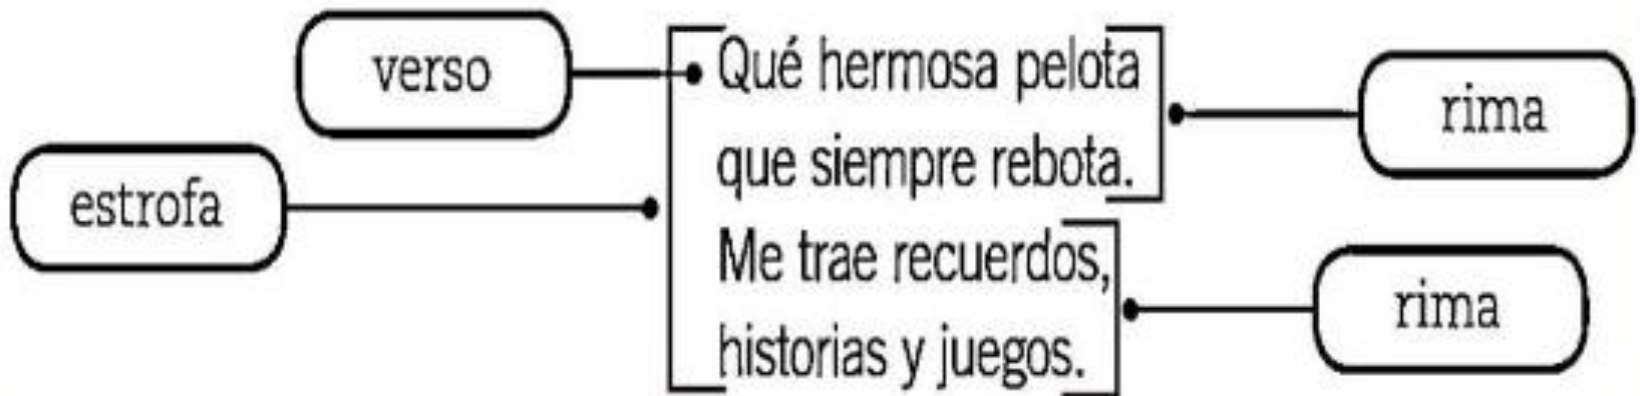 verso
Qué hermosa pelota
rima
que siempre rebota.
estrofa
Me trae recuerdos,
rima
historias y juegos.